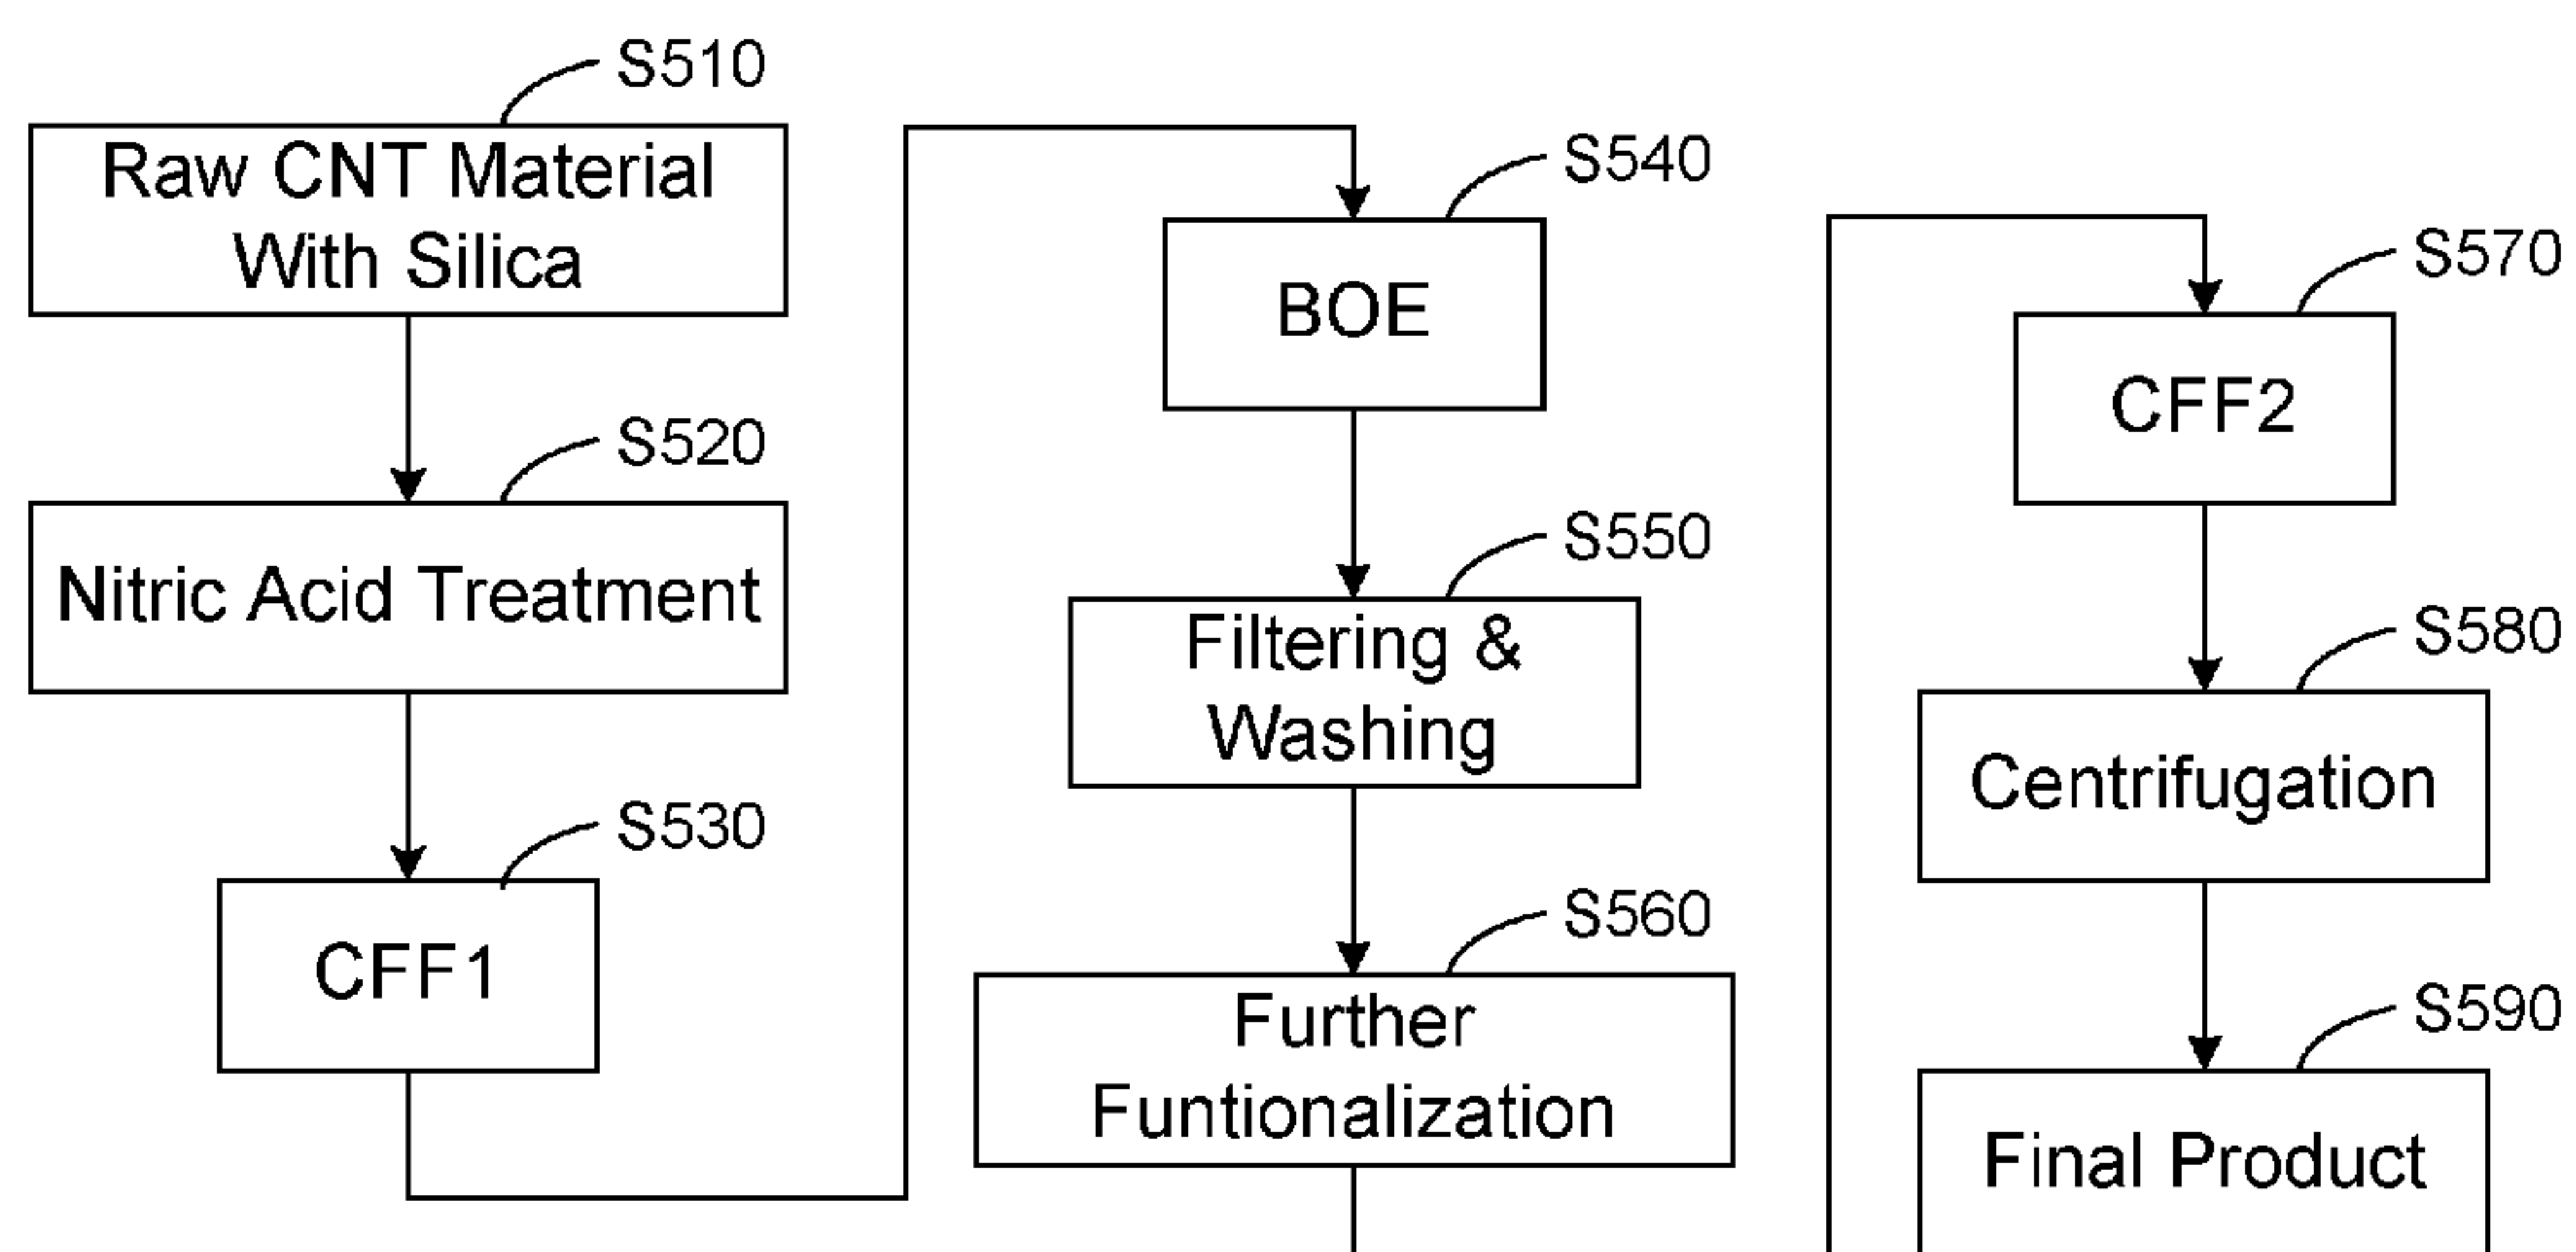 S510
Raw CNT Material
With Silica
S520
Nitric Acid Treatment
S530
CFF1
S540
BOE
S550
Filtering &
Washing
S560
Further
Funtionalization
S570
CFF2
S580
Centrifugation
S590
Final Product